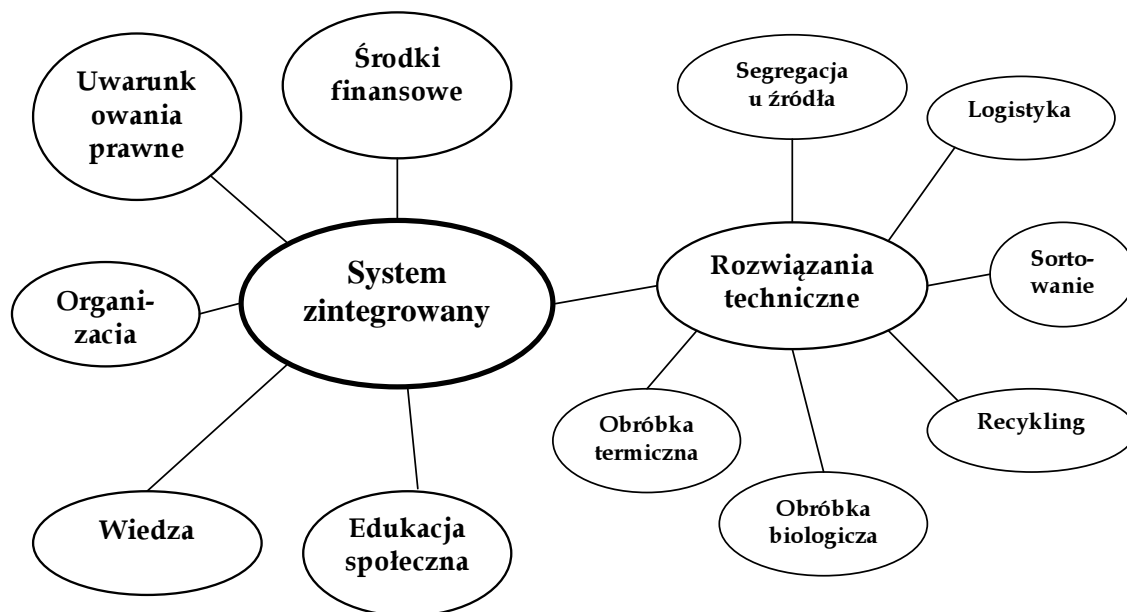 Uwarunk
owania
prawne
Środki
finansowe
Segregacja
u źródła
Logistyka
System
zintegrowany
Rozwiązania
techniczne
Sorto-
wanie
Organi-
zacja
Obróbka
termiczna
Recykling
Wiedza
Edukacja
społeczna
Obróbka
biologicza